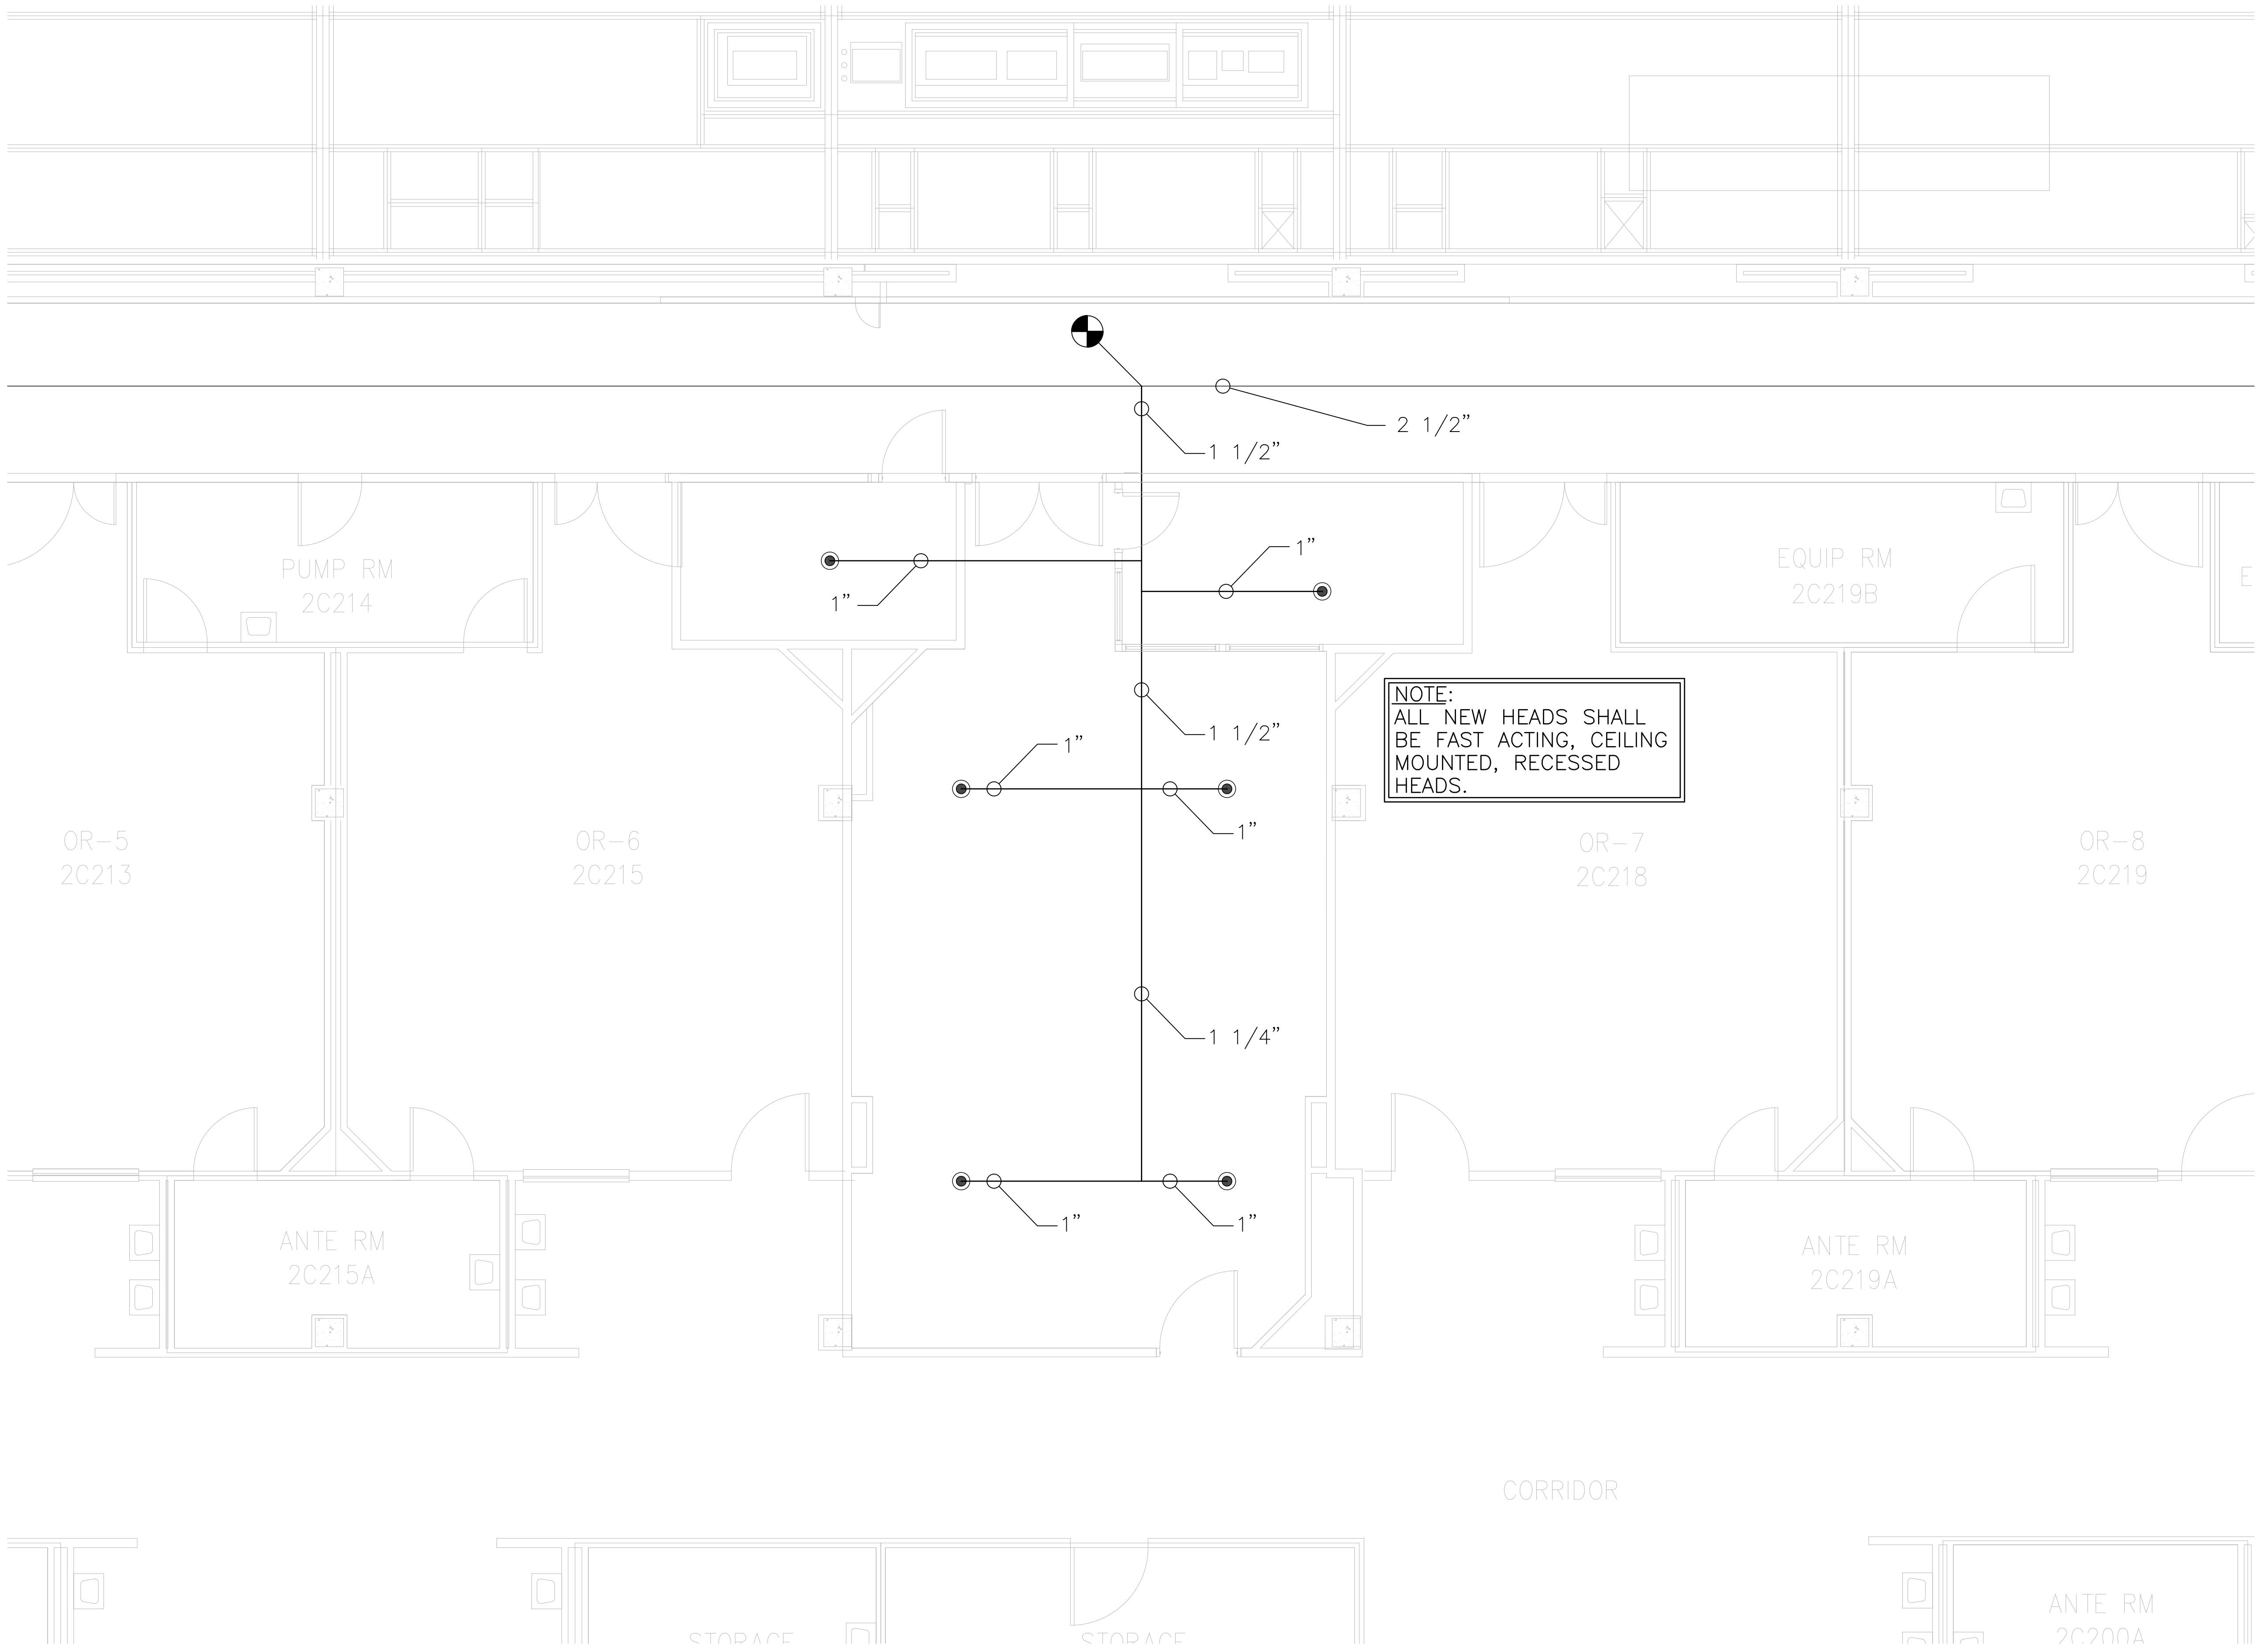 2 1/2”
1 1/2”
PUMP RM
2C214
1”
1”
EQUIP RM
2C219B
E
NOTE:
ALL NEW HEADS SHALL
BE FAST ACTING, CEILING
MOUNTED, RECESSED
HEADS.
1 1/2”
1”
1”
OR-5
2C213
OR-6
2C215
OR-7
2C218
OR-8
2C219
1 1/4”
1”
1”
ANTE RM
2C215A
ANTE RM
2C219A
CORRIDOR
ANTE RM
2C200A
STORAGE
STORAGE